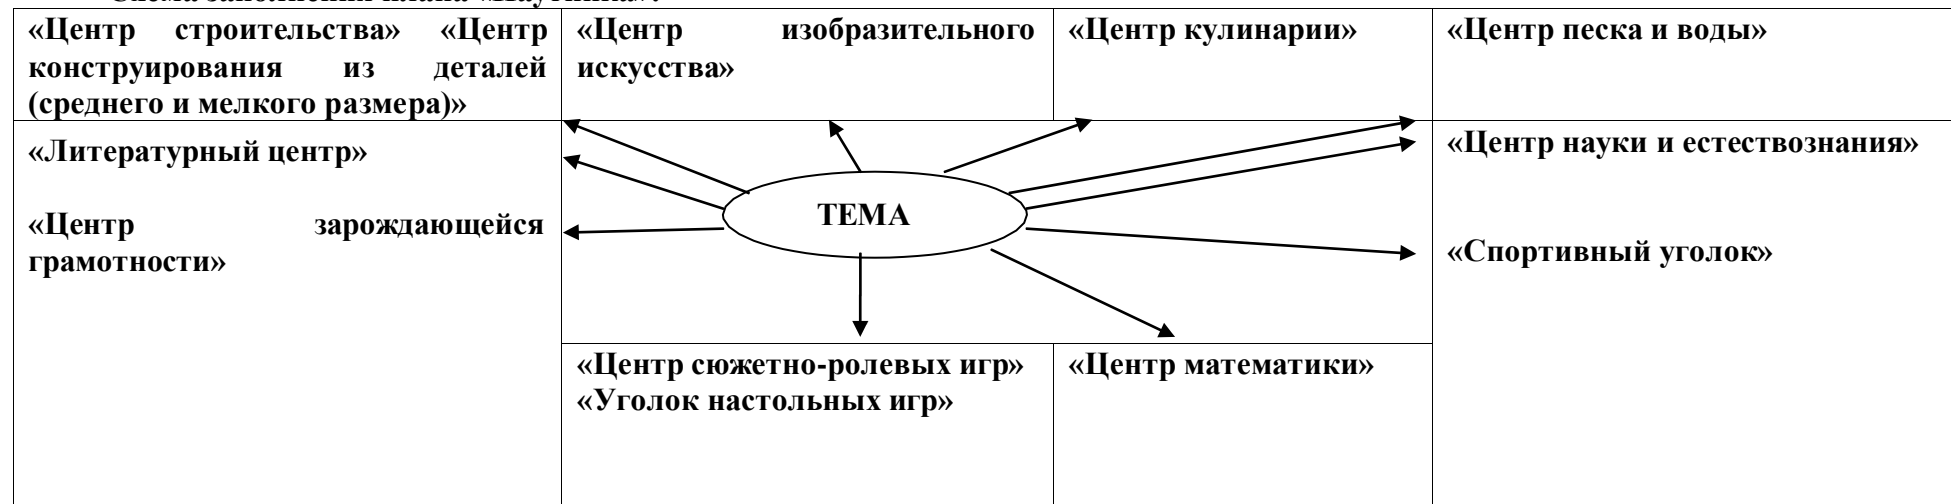 «Центр строительства» «Центр
конструирования из деталей
(среднего и мелкого размера)»
«Центр изобразительного
искусства»
«Центр кулинарии»
«Центр песка и воды»
«Литературный центр»
«Центр зарождающейся
грамотности»
ТЕМА
«Центр науки и естествознания»
«Спортивный уголок»
«Центр сюжетно-ролевых игр»
«Уголок настольных игр»
«Центр математики»